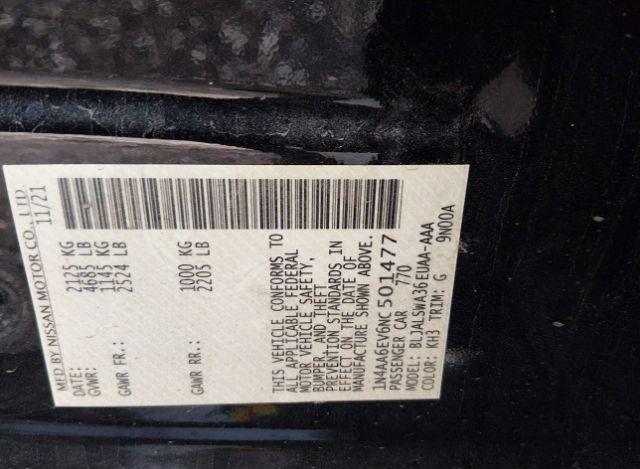 MFD BY NISSAN MOTOR CO., LTD.
DATE: 11/21
GVWR: 2125 KG
4685 LB
GAWR FR: 1145 KG
2524 LB
GAWR RR: 1000 KG
2205 LB
THIS VEHICLE CONFORMS TO
ALL APPLICABLE FEDERAL
MOTOR VEHICLE SAFETY,
BUMPER, AND THEFT
PREVENTION STANDARDS IN
EFFECT ON THE DATE OF
MANUFACTURE SHOWN ABOVE.
1N4AA6EV6NC501477
PASSENGER CAR 770
MODEL: BLJALSWA36EUAA-AAA
COLOR: KH3 TRIM: G 9N00A